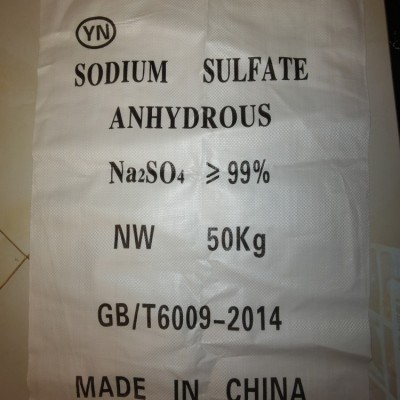 YN
SODIUM SULFATE
ANHYDROUS
Na₂SO₄ ≥99%
NW 50Kg
GB/T6009-2014
MADE IN CHINA